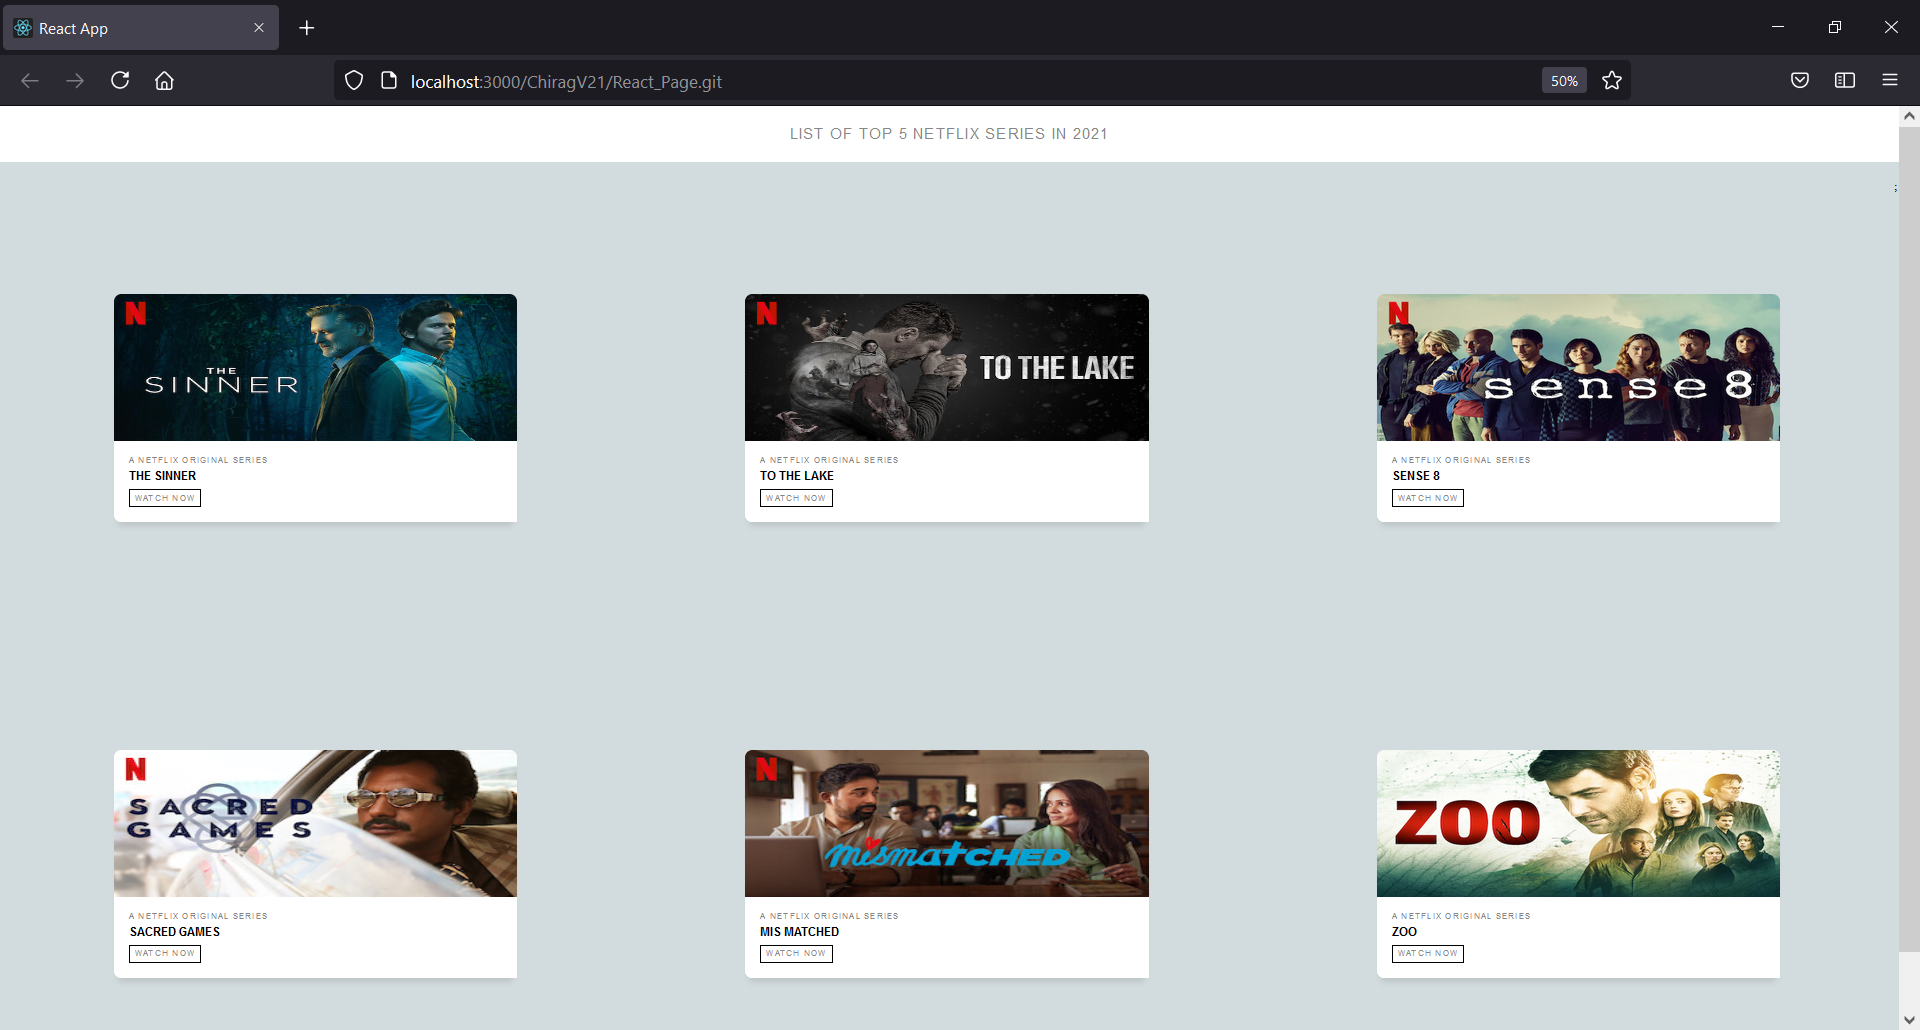 React App
localhost:3000/ChiragV21/React_Page.git
50%
LIST OF TOP 5 NETFLIX SERIES IN 2021
;
N
THE
SINNER
A NETFLIX ORIGINAL SERIES
THE SINNER
WATCH NOW
N
TO THE LAKE
A NETFLIX ORIGINAL SERIES
TO THE LAKE
WATCH NOW
N
sense8
A NETFLIX ORIGINAL SERIES
SENSE 8
WATCH NOW
N
SACRED
GAMES
A NETFLIX ORIGINAL SERIES
SACRED GAMES
WATCH NOW
N
mismatCHED
A NETFLIX ORIGINAL SERIES
MIS MATCHED
WATCH NOW
ZOO
A NETFLIX ORIGINAL SERIES
ZOO
WATCH NOW